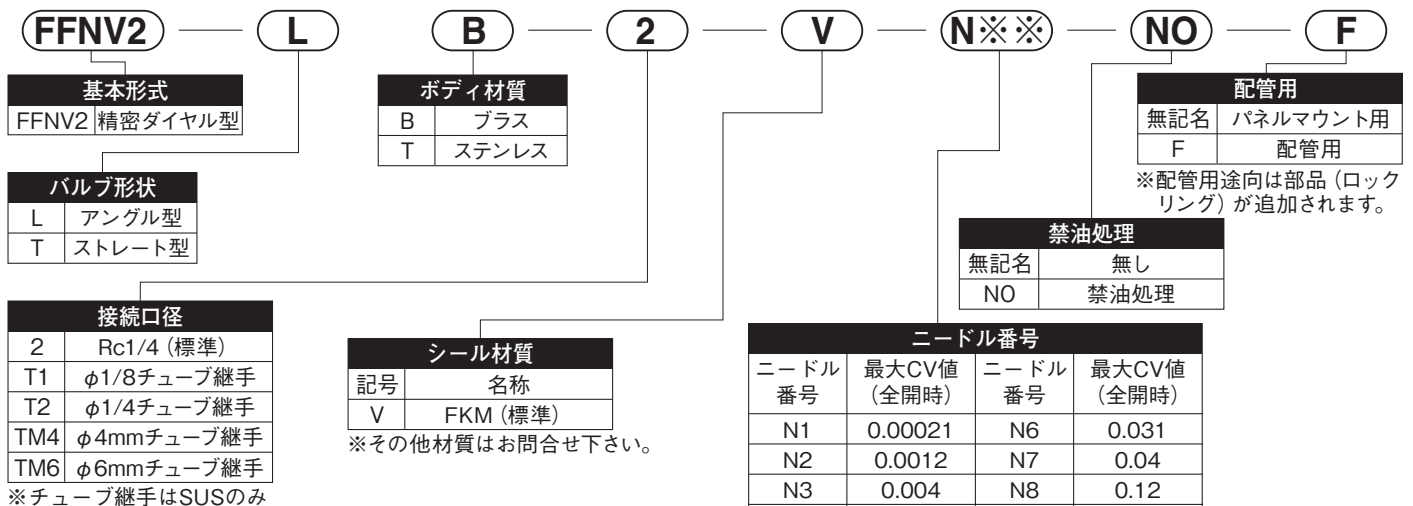 FFNV2 — L B — 2 — V — N※※ — NO — F
基本形式
FFNV2 精密ダイヤル型
バルブ形状
L アングル型
T ストレート型
ボディ材質
B ブラス
T ステンレス
配管用
無記名 パネルマウント用
F 配管用
※配管用途向は部品（ロック
リング）が追加されます。
禁油処理
無記名 無し
NO 禁油処理
接続口径
2 Rc1/4（標準）
T1 φ1/8チューブ継手
T2 φ1/4チューブ継手
TM4 φ4mmチューブ継手
TM6 φ6mmチューブ継手
※チューブ継手はSUSのみ
シール材質
記号 名称
V FKM（標準）
※その他材質はお問合せ下さい。
ニードル番号
ニードル 最大CV値 ニードル 最大CV値
番号 （全開時） 番号 （全開時）
N1 0.00021 N6 0.031
N2 0.0012 N7 0.04
N3 0.004 N8 0.12